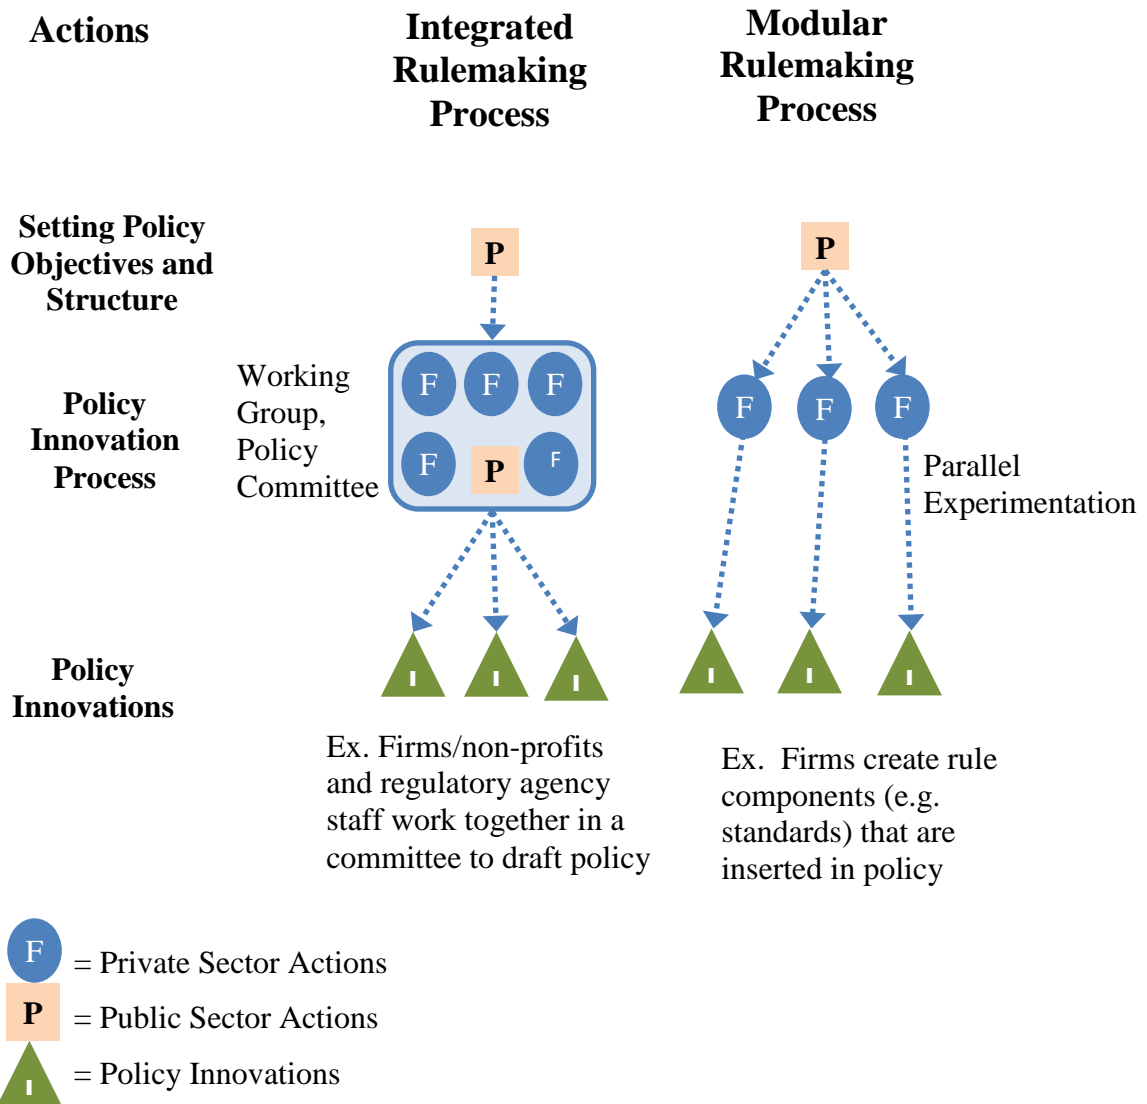 Actions
Integrated
Rulemaking
Process
Modular
Rulemaking
Process
Setting Policy
Objectives and
Structure
P
P
Policy
Innovation
Process
Working
Group,
Policy
Committee
F F F
F P F
F F F
Parallel
Experimentation
Policy
Innovations
I I I
I I I
Ex. Firms/non-profits
and regulatory agency
staff work together in a
committee to draft policy
Ex. Firms create rule
components (e.g.
standards) that are
inserted in policy
F = Private Sector Actions
P = Public Sector Actions
I = Policy Innovations